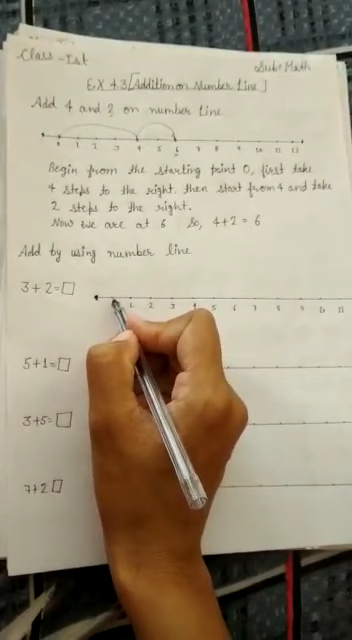 Class - Ist
Sub:- Math
EX 4.3 [Addition on Number Line]
Add 4 and 2 on number line
0 1 2 3 4 5 6 7 8 9 10 11 12 13
Begin from the starting point 0, first take
4 steps to the right. then start from 4 and take
2 steps to the right.
Now we are at 6 So, 4+2 = 6
Add by using number line
3+2=□
1 2 3 4 5 6 7 8 9 10 11
5+1=□
3+5=□
7+2□